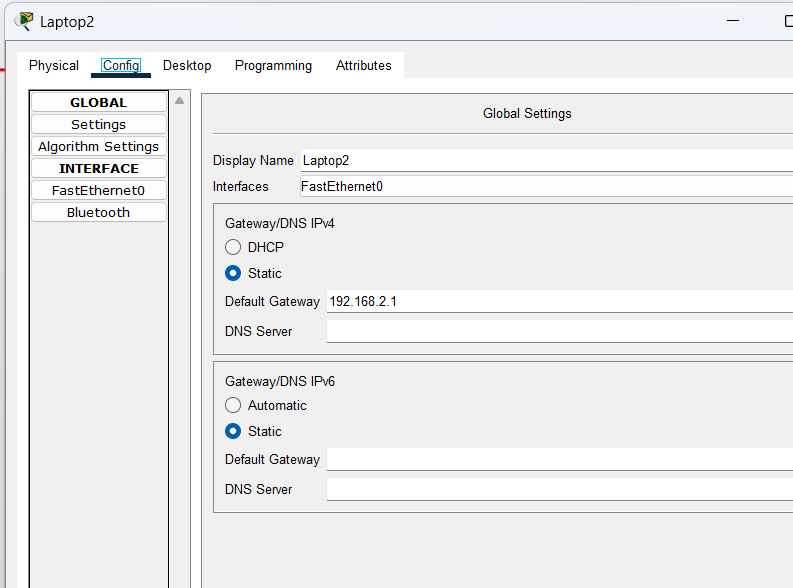 Laptop2
Physical Config Desktop Programming Attributes
GLOBAL
Settings
Algorithm Settings
INTERFACE
FastEthernet0
Bluetooth
Global Settings
Display Name Laptop2
Interfaces FastEthernet0
Gateway/DNS IPv4
DHCP
Static
Default Gateway 192.168.2.1
DNS Server
Gateway/DNS IPv6
Automatic
Static
Default Gateway
DNS Server